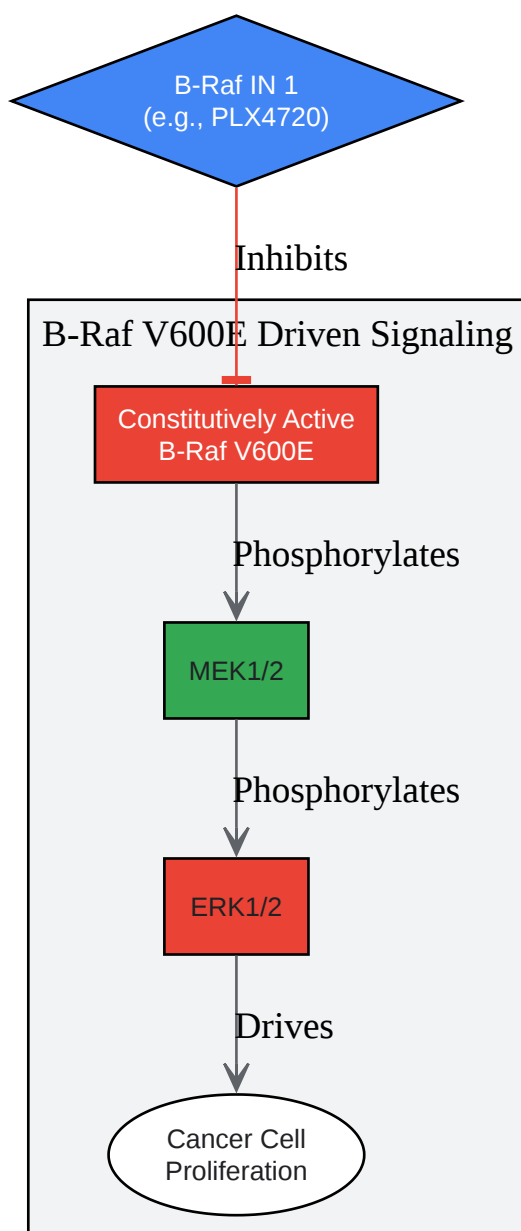 B-Raf IN 1
(e.g., PLX4720)
Inhibits
B-Raf V600E Driven Signaling
Constitutively Active
B-Raf V600E
Phosphorylates
MEK1/2
Phosphorylates
ERK1/2
Drives
Cancer Cell
Proliferation